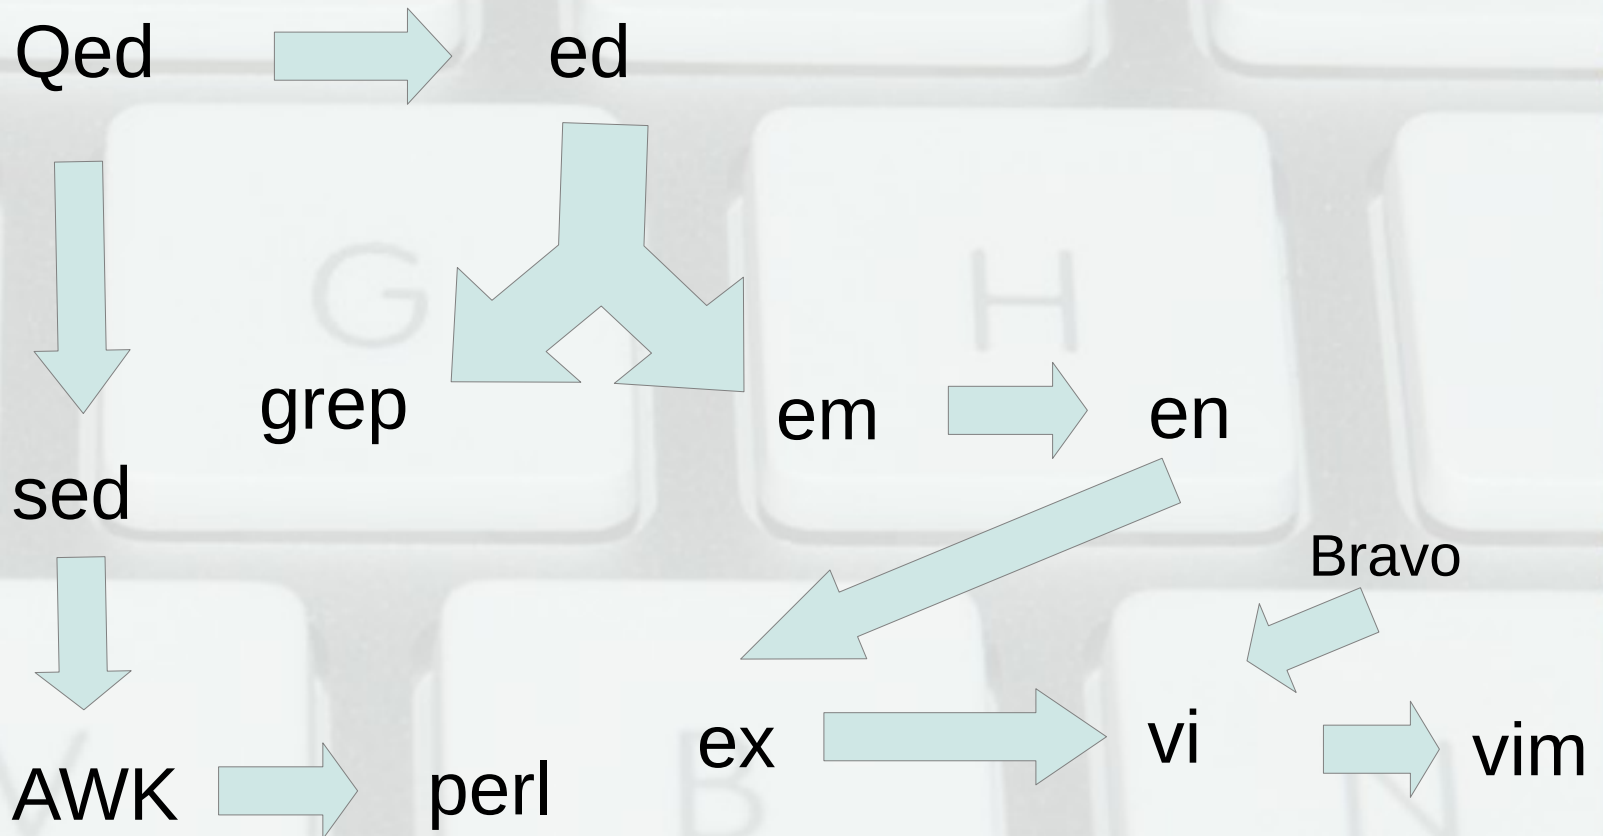 Qed ed
G H
grep em en
sed
Bravo
ex vi vim
AWK perl
V B N